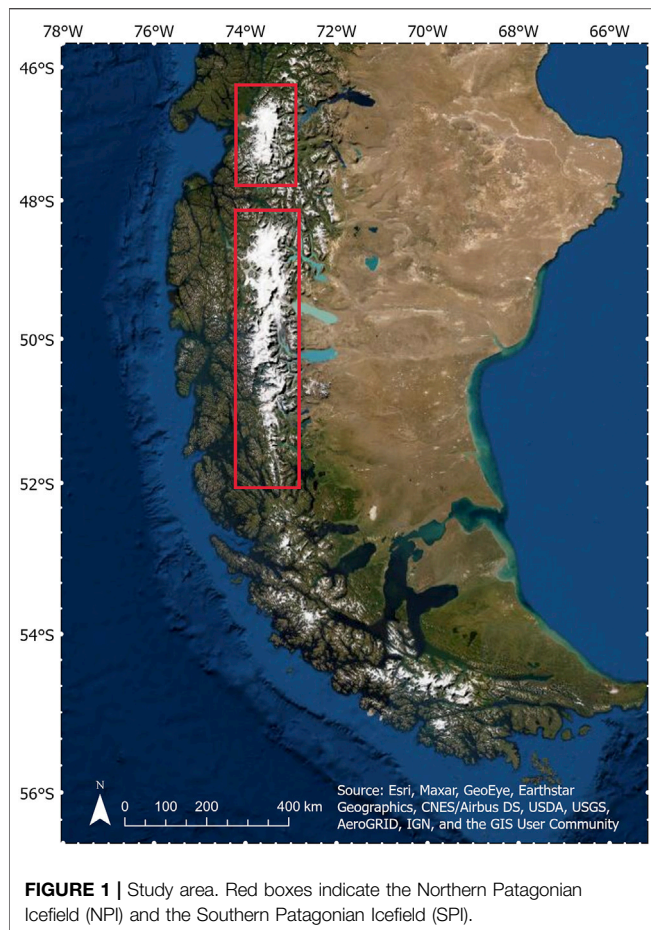 78°W 76°W 74°W 72°W 70°W 68°W 66°W
46°S
48°S
50°S
52°S
54°S
56°S
N
0 100 200 400 km
Source: Esri, Maxar, GeoEye, Earthstar
Geographics, CNES/Airbus DS, USDA, USGS,
AeroGRID, IGN, and the GIS User Community
FIGURE 1 | Study area. Red boxes indicate the Northern Patagonian
Icefield (NPI) and the Southern Patagonian Icefield (SPI).